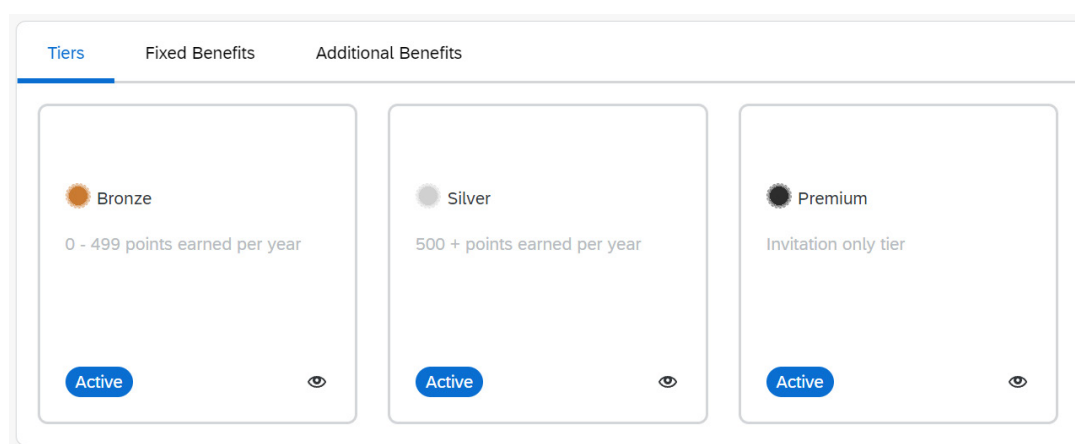 Tiers Fixed Benefits Additional Benefits
Bronze
0 - 499 points earned per year
Active
Silver
500 + points earned per year
Active
Premium
Invitation only tier
Active